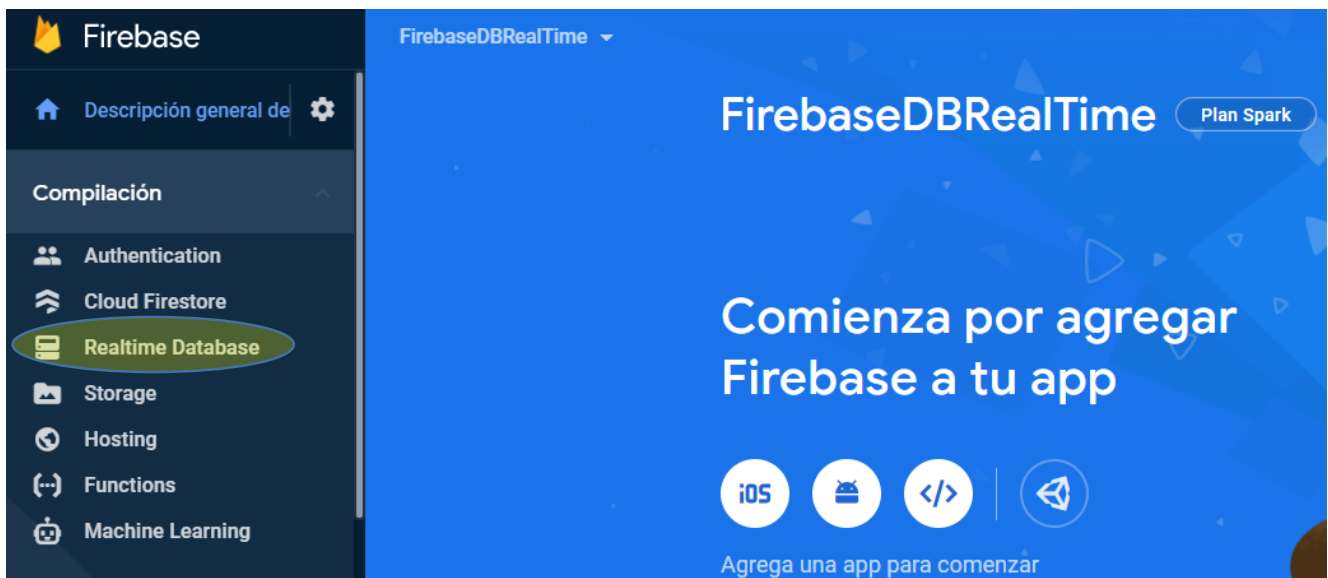 Firebase
Descripción general de
Compilación
Authentication
Cloud Firestore
Realtime Database
Storage
Hosting
Functions
Machine Learning
FirebaseDBRealTime
FirebaseDBRealTime
Plan Spark
Comienza por agregar
Firebase a tu app
iOS
</>
Agrega una app para comenzar